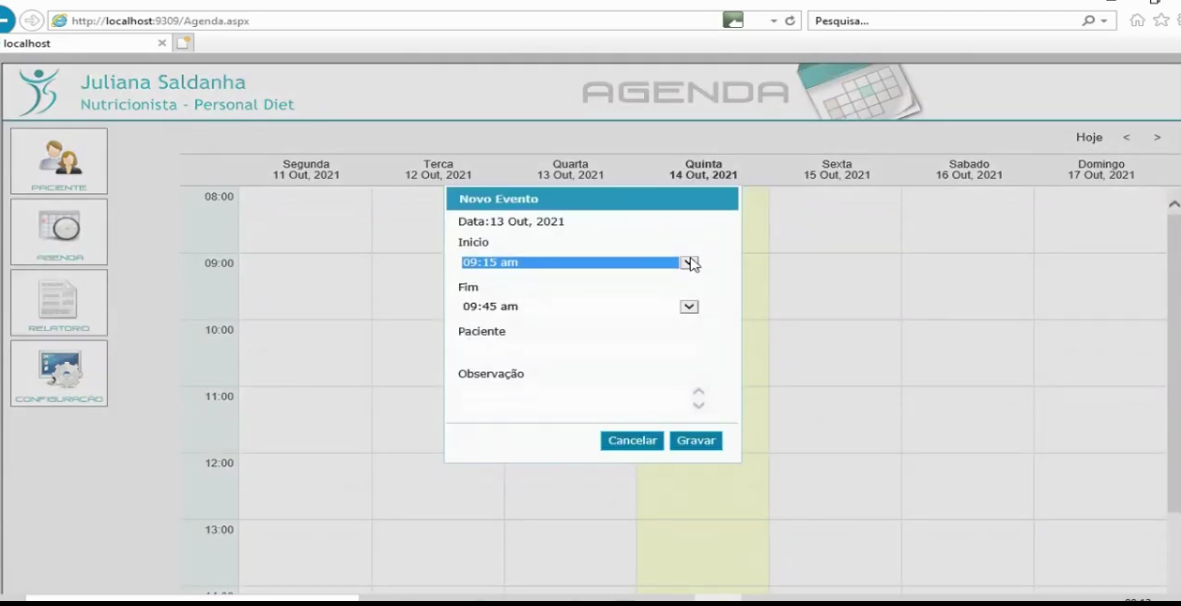 http://localhost:9309/Agenda.aspx
Pesquisa...
localhost
Juliana Saldanha
Nutricionista - Personal Diet
AGENDA
PACIENTE
AGENDA
RELATORIO
CONFIGURAÇÃO
Hoje < >
Segunda
11 Out, 2021
Terca
12 Out, 2021
Quarta
13 Out, 2021
Quinta
14 Out, 2021
Sexta
15 Out, 2021
Sabado
16 Out, 2021
Domingo
17 Out, 2021
08:00
09:00
10:00
11:00
12:00
13:00
Novo Evento
Data:13 Out, 2021
Inicio
09:15 am
Fim
09:45 am
Paciente
Observação
Cancelar
Gravar